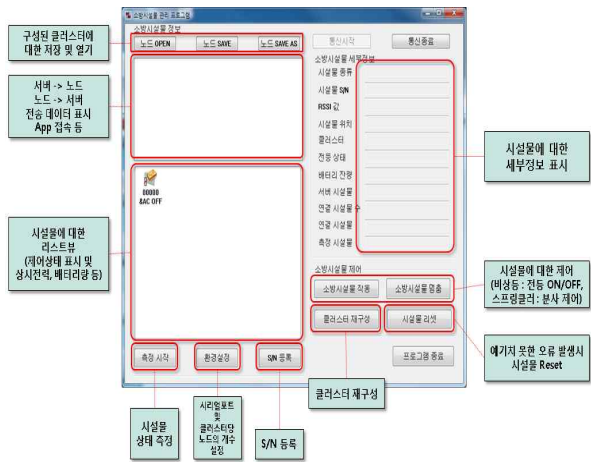 소방시설물 관리 프로그램
소방시설물 정보
노드 OPEN
노드 SAVE
노드 SAVE AS
통신시작
통신종료
소방시설물 세부정보
시설물 종류
시설물 S/N
RSSI 값
시설물 위치
클러스터
전등 상태
배터리 잔량
서버 시설물
연결 시설물 수
연결 시설물
측정 시설물
00000
&AC OFF
소방시설물 제어
소방시설물 작동
소방시설물 멈춤
클러스터 재구성
시설물 리셋
측정 시작
환경설정
S/N 등록
프로그램 종료
구성된 클러스터에
대한 저장 및 열기
서버 -> 노드
노드 -> 서버
전송 데이터 표시
App 접속 등
시설물에 대한
리스트뷰
(제어상태 표시 및
상시전력, 배터리량 등)
시설물에 대한
세부정보 표시
시설물에 대한 제어
(비상등 : 전등 ON/OFF,
스프링클러 : 분사 제어)
예기치 못한 오류 발생시
시설물 Reset
클러스터 재구성
시설물
상태 측정
시리얼포트
및
클러스터당
노드의 개수
설정
S/N 등록